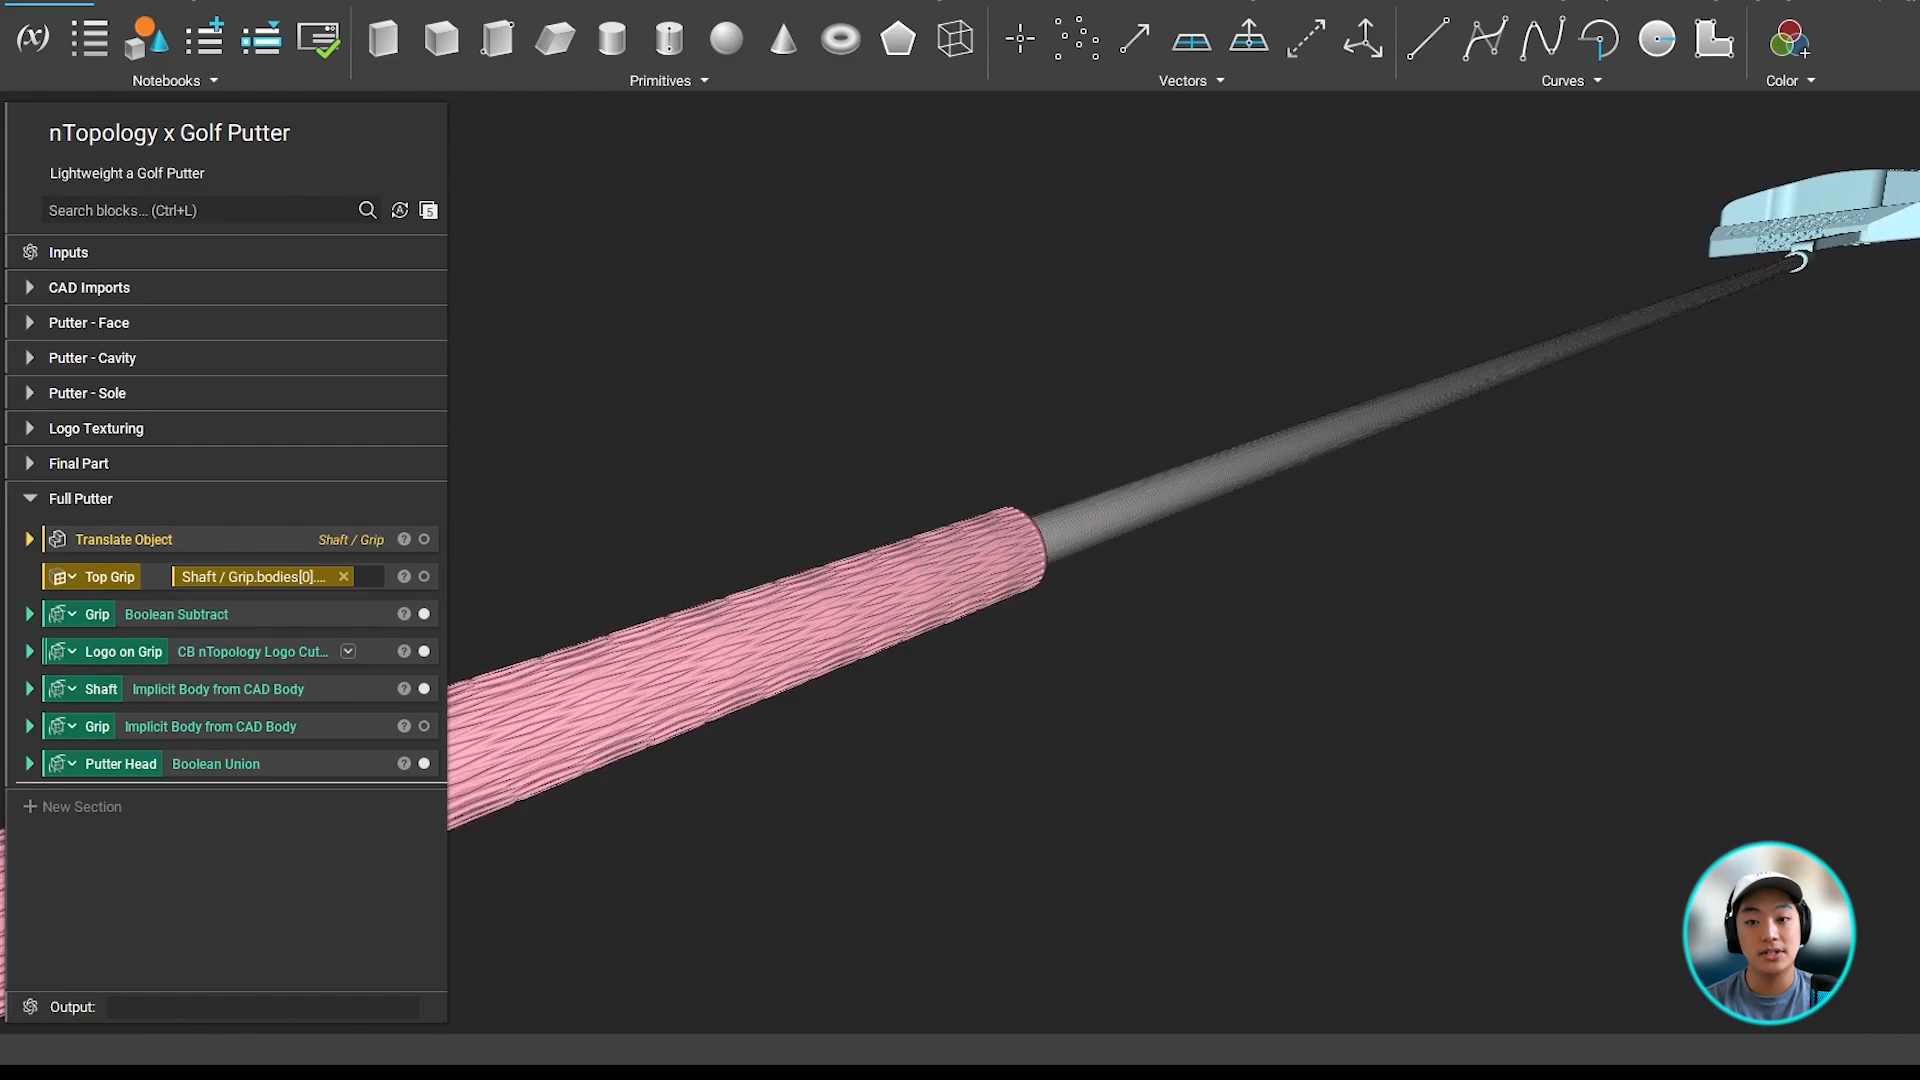 (x)
Notebooks
Primitives
Vectors
Curves
Color
nTopology x Golf Putter
Lightweight a Golf Putter
Search blocks... (Ctrl+L)
Inputs
CAD Imports
Putter - Face
Putter - Cavity
Putter - Sole
Logo Texturing
Final Part
Full Putter
Translate Object Shaft / Grip
Top Grip Shaft / Grip.bodies[0]....
Grip Boolean Subtract
Logo on Grip CB nTopology Logo Cut...
Shaft Implicit Body from CAD Body
Grip Implicit Body from CAD Body
Putter Head Boolean Union
+ New Section
Output: